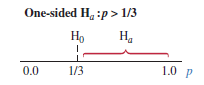 One-sided Hₐ: p > 1/3
H₀ Hₐ
0.0 1/3 1.0 p